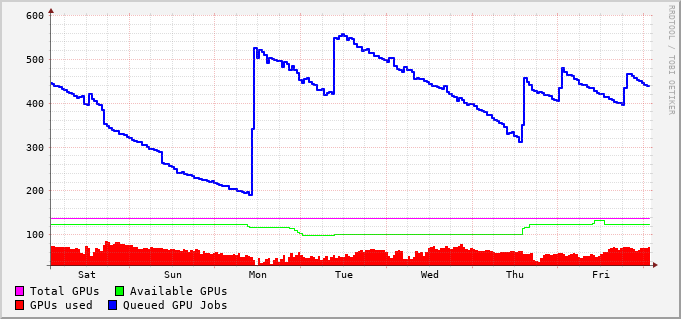 600
500
400
300
200
100
Sat Sun Mon Tue Wed Thu Fri
Total GPUs Available GPUs
GPUs used Queued GPU Jobs
RRDTOOL / TOBI OETIKER